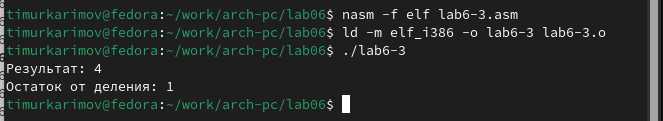 timurkarimov@fedora:~/work/arch-pc/lab06$ nasm -f elf lab6-3.asm
timurkarimov@fedora:~/work/arch-pc/lab06$ ld -m elf_i386 -o lab6-3 lab6-3.o
timurkarimov@fedora:~/work/arch-pc/lab06$ ./lab6-3
Результат: 4
Остаток от деления: 1
timurkarimov@fedora:~/work/arch-pc/lab06$